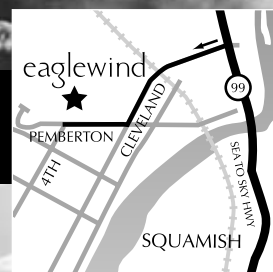 eaglewind
99
CLEVELAND
PEMBERTON
4TH
SEA TO SKY HWY
SQUAMISH